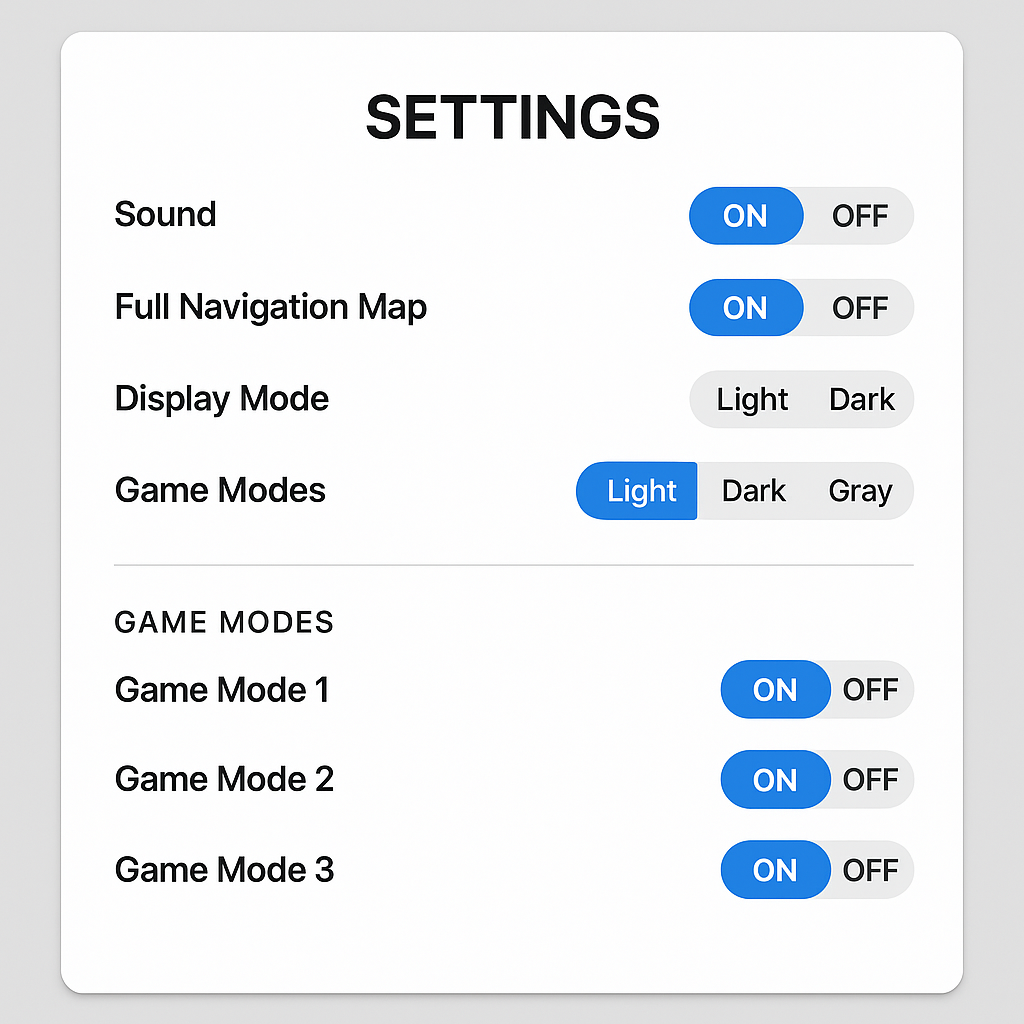 SETTINGS
Sound ON OFF
Full Navigation Map ON OFF
Display Mode Light Dark
Game Modes Light Dark Gray
GAME MODES
Game Mode 1 ON OFF
Game Mode 2 ON OFF
Game Mode 3 ON OFF